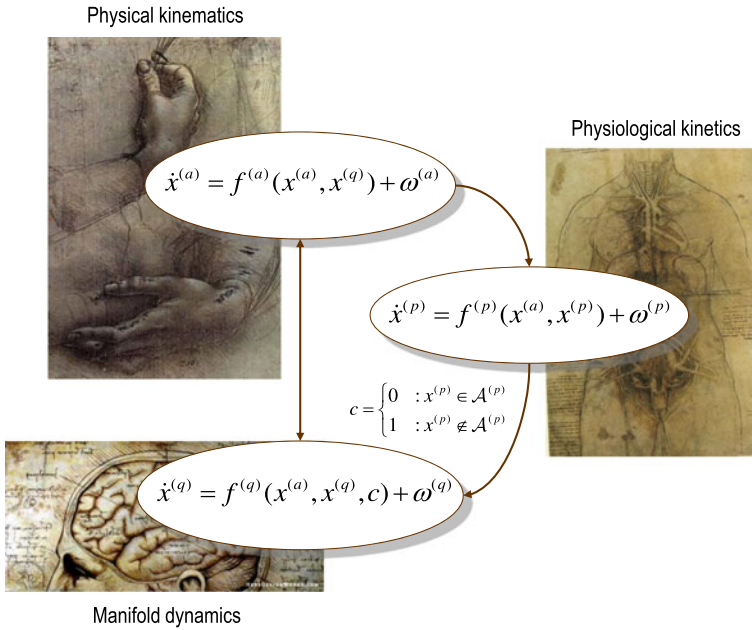 Physical kinematics
Physiological kinetics
ẋ^(a) = f^(a)(x^(a), x^(q)) + ω^(a)
ẋ^(p) = f^(p)(x^(a), x^(p)) + ω^(p)
c = {0 : x^(p) ∈ 𝒜^(p)
1 : x^(p) ∉ 𝒜^(p)
ẋ^(q) = f^(q)(x^(a), x^(q), c) + ω^(q)
Manifold dynamics